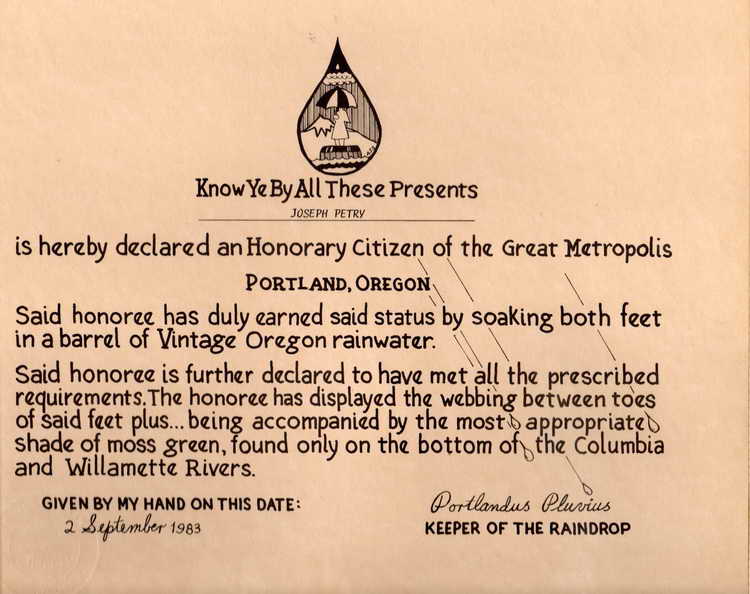 Know Ye By All These Presents
JOSEPH PETRY
is hereby declared an Honorary Citizen of the Great Metropolis
PORTLAND, OREGON
Said honoree has duly earned said status by soaking both feet
in a barrel of Vintage Oregon rainwater.
Said honoree is further declared to have met all the prescribed
requirements. The honoree has displayed the webbing between toes
of said feet plus... being accompanied by the most appropriate
shade of moss green, found only on the bottom of the Columbia
and Willamette Rivers.
GIVEN BY MY HAND ON THIS DATE:
2 September 1983
Portlandus Pluvius
KEEPER OF THE RAINDROP